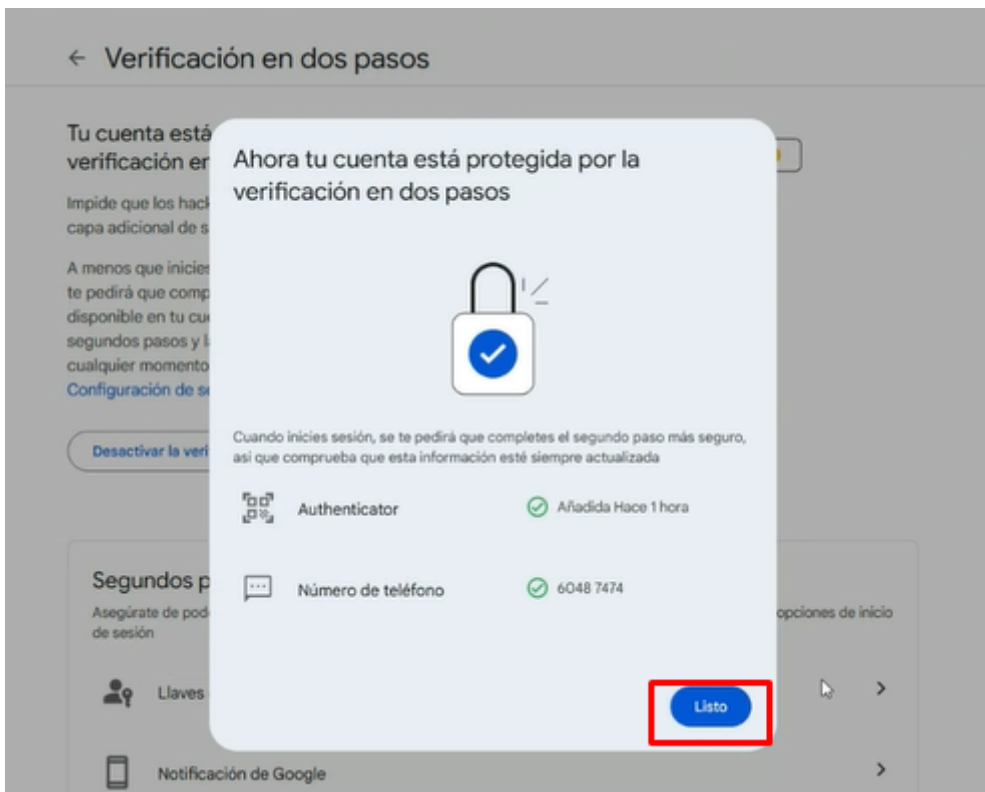 Verificación en dos pasos
Tu cuenta está
verificación en
Impide que los hack
capa adicional de s
A menos que inicies
te pedirá que comp
disponible en tu cue
segundos pasos y l
cualquier momento
Configuración de se
Desactivar la veri
Ahora tu cuenta está protegida por la
verificación en dos pasos
Cuando inicies sesión, se te pedirá que completes el segundo paso más seguro,
asi que comprueba que esta información esté siempre actualizada
Authenticator
Añadida Hace 1 hora
Número de teléfono
6048 7474
Listo
Segundos p
Asegúrate de pod
opciones de inicio
de sesión
Llaves
Notificación de Google